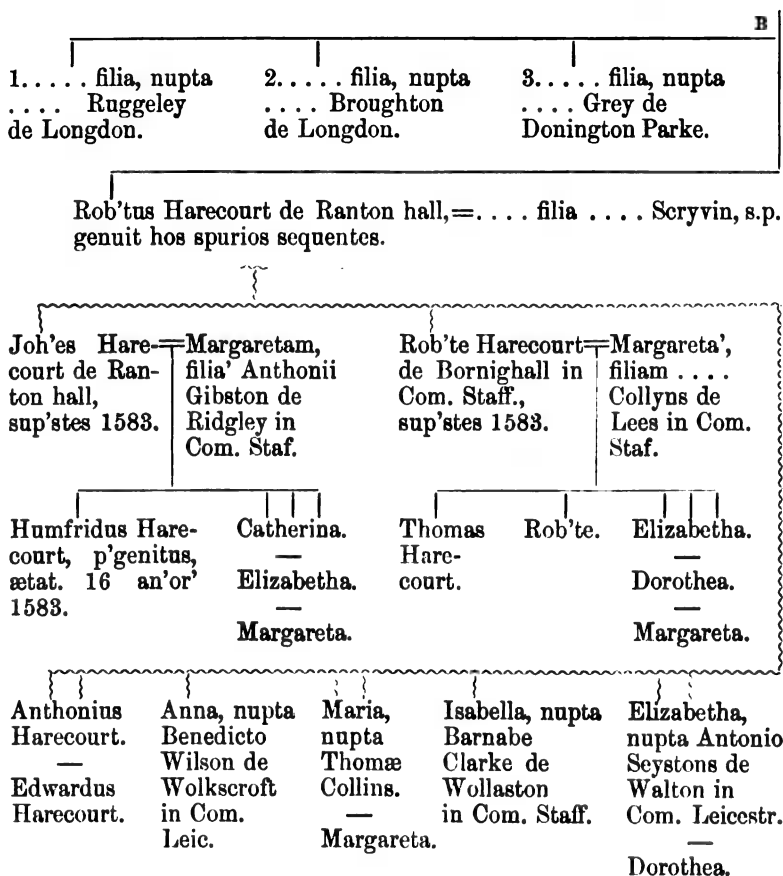 B
1. . . . . filia, nupta
. . . . Ruggeley
de Longdon.
2. . . . . filia, nupta
. . . . Broughton
de Longdon.
3. . . . . filia, nupta
. . . . Grey de
Donington Parke.
Rob'tus Harecourt de Ranton hall,=. . . . filia . . . . Scryvin, s.p.
genuit hos spurios sequentes.
Joh'es Hare-
court de Ran-
ton hall,
sup'stes 1583.
=Margaretam,
filia' Anthonii
Gibston de
Ridgley in
Com. Staf.
Rob'te Harecourt
de Bornighall in
Com. Staff.,
sup'stes 1583.
=Margareta',
filiam . . . .
Collyns de
Lees in Com.
Staf.
Humfridus Hare-
court, p'genitus,
ætat. 16 an'or'
1583.
Catherina.
—
Elizabetha.
—
Margareta.
Thomas
Hare-
court.
Rob'te.
Elizabetha.
—
Dorothea.
—
Margareta.
Anthonius
Harecourt.
—
Edwardus
Harecourt.
Anna, nupta
Benedicto
Wilson de
Wolkscroft
in Com.
Leic.
Maria,
nupta
Thomæ
Collins.
—
Margareta.
Isabella, nupta
Barnabe
Clarke de
Wollaston
in Com. Staff.
Elizabetha,
nupta Antonio
Seystons de
Walton in
Com. Leicestr.
—
Dorothea.